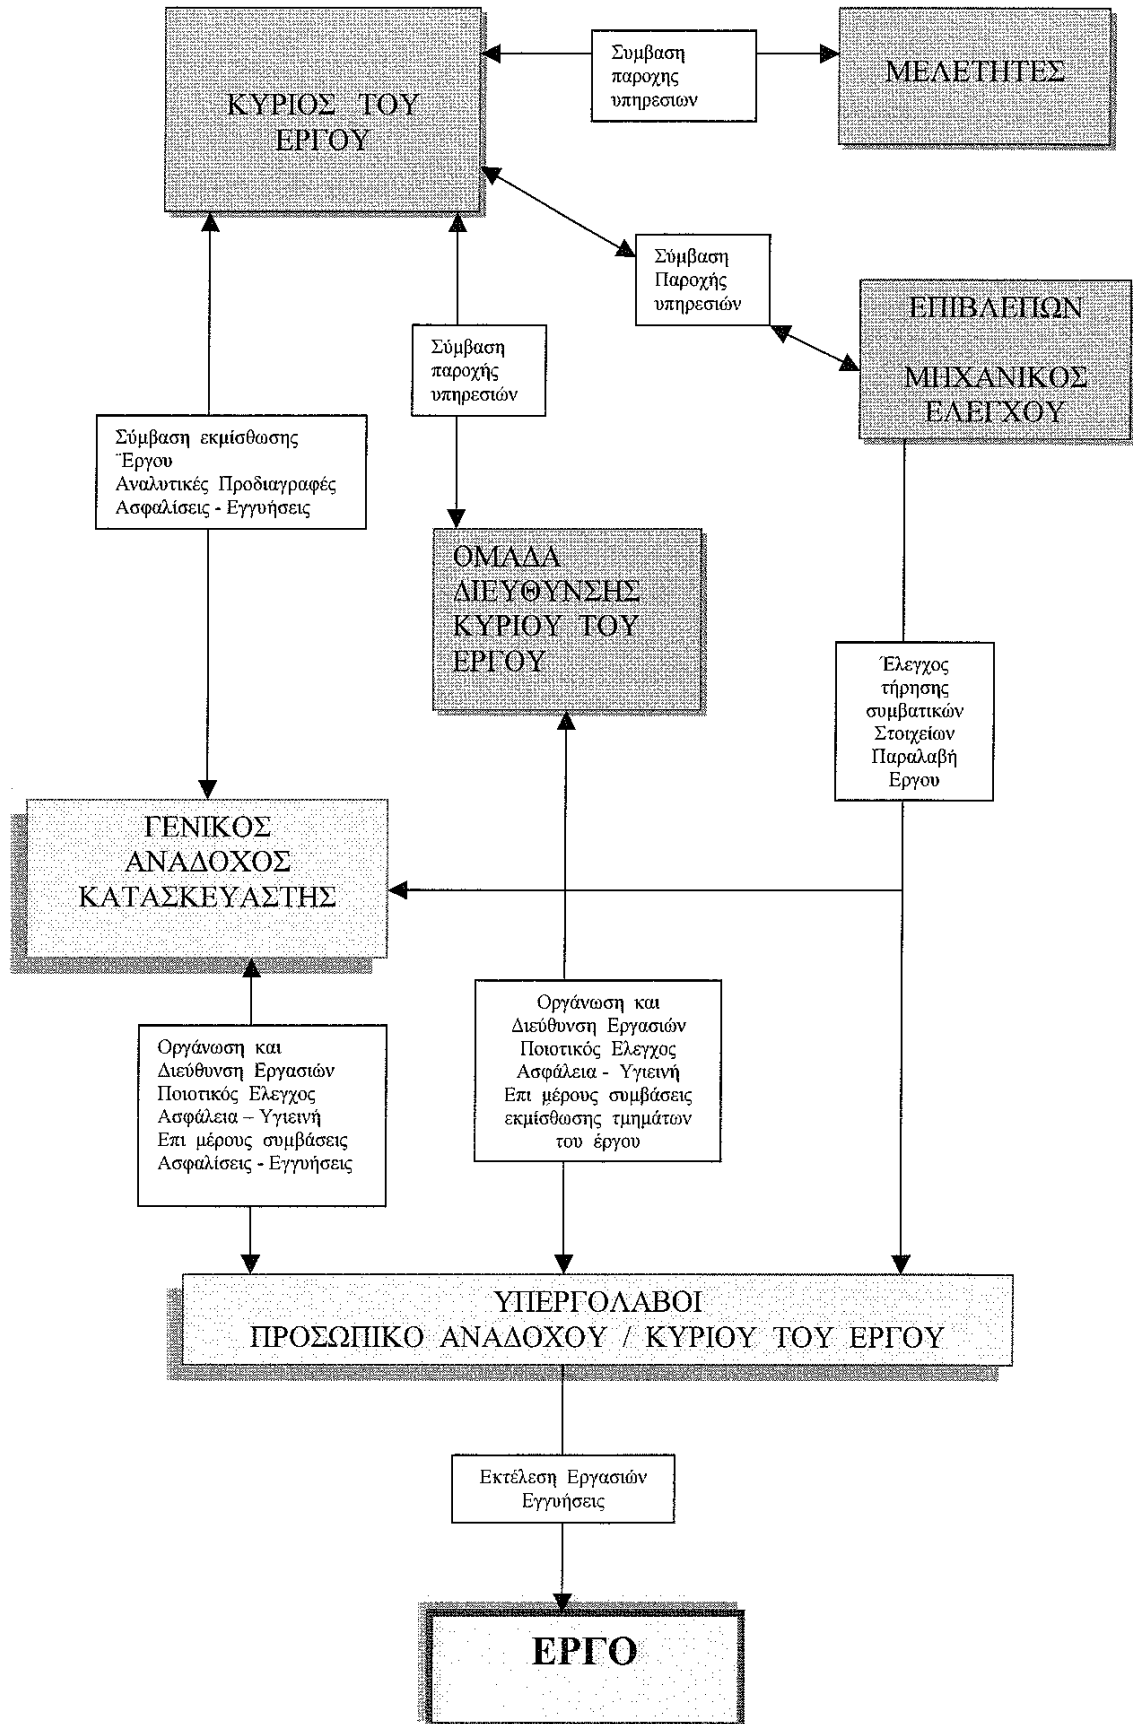 ΚΥΡΙΟΣ ΤΟΥ
ΕΡΓΟΥ
Συμβαση
παροχης
υπηρεσιων
ΜΕΛΕΤΗΤΕΣ
Σύμβαση
Παροχής
υπηρεσιών
ΕΠΙΒΛΕΠΩΝ
ΜΗΧΑΝΙΚΟΣ
ΕΛΕΓΧΟΥ
Σύμβαση
παροχής
υπηρεσιών
Σύμβαση εκμίσθωσης
¨Εργου
Αναλυτικές Προδιαγραφές
Ασφαλίσεις - Εγγυήσεις
ΟΜΑΔΑ
ΔΙΕΥΘΥΝΣΗΣ
ΚΥΡΙΟΥ ΤΟΥ
ΕΡΓΟΥ
Έλεγχος
τήρησης
συμβατικών
Στοιχείων
Παραλαβή
Εργου
ΓΕΝΙΚΟΣ
ΑΝΑΔΟΧΟΣ
ΚΑΤΑΣΚΕΥΑΣΤΗΣ
Οργάνωση και
Διεύθυνση Εργασιών
Ποιοτικός Ελεγχος
Ασφάλεια – Υγιεινή
Επι μέρους συμβάσεις
Ασφαλίσεις - Εγγυήσεις
Οργάνωση και
Διεύθυνση Εργασιών
Ποιοτικός Ελεγχος
Ασφάλεια - Υγιεινή
Επι μέρους συμβάσεις
εκμίσθωσης τμημάτων
του έργου
ΥΠΕΡΓΟΛΑΒΟΙ
ΠΡΟΣΩΠΙΚΟ ΑΝΑΔΟΧΟΥ / ΚΥΡΙΟΥ ΤΟΥ ΕΡΓΟΥ
Εκτέλεση Εργασιών
Εγγυήσεις
ΕΡΓΟ